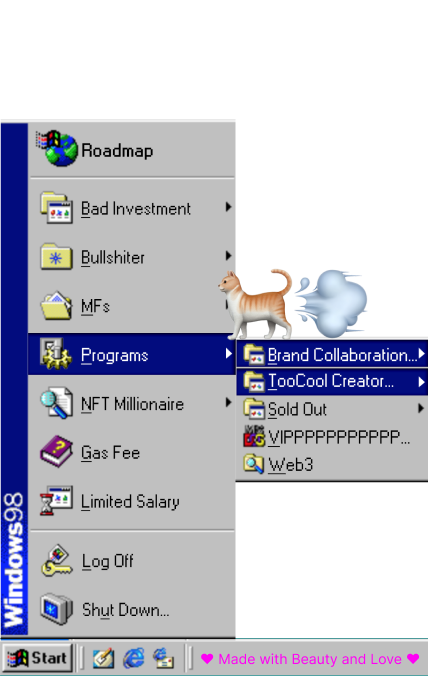 Roadmap
Bad Investment
Bullshiter
MFs
Programs
Brand Collaboration...
TooCool Creator...
Sold Out
VIPPPPPPPPPPP...
Web3
NFT Millionaire
Gas Fee
Limited Salary
Log Off
Shut Down...
Windows98
Start
♥ Made with Beauty and Love ♥